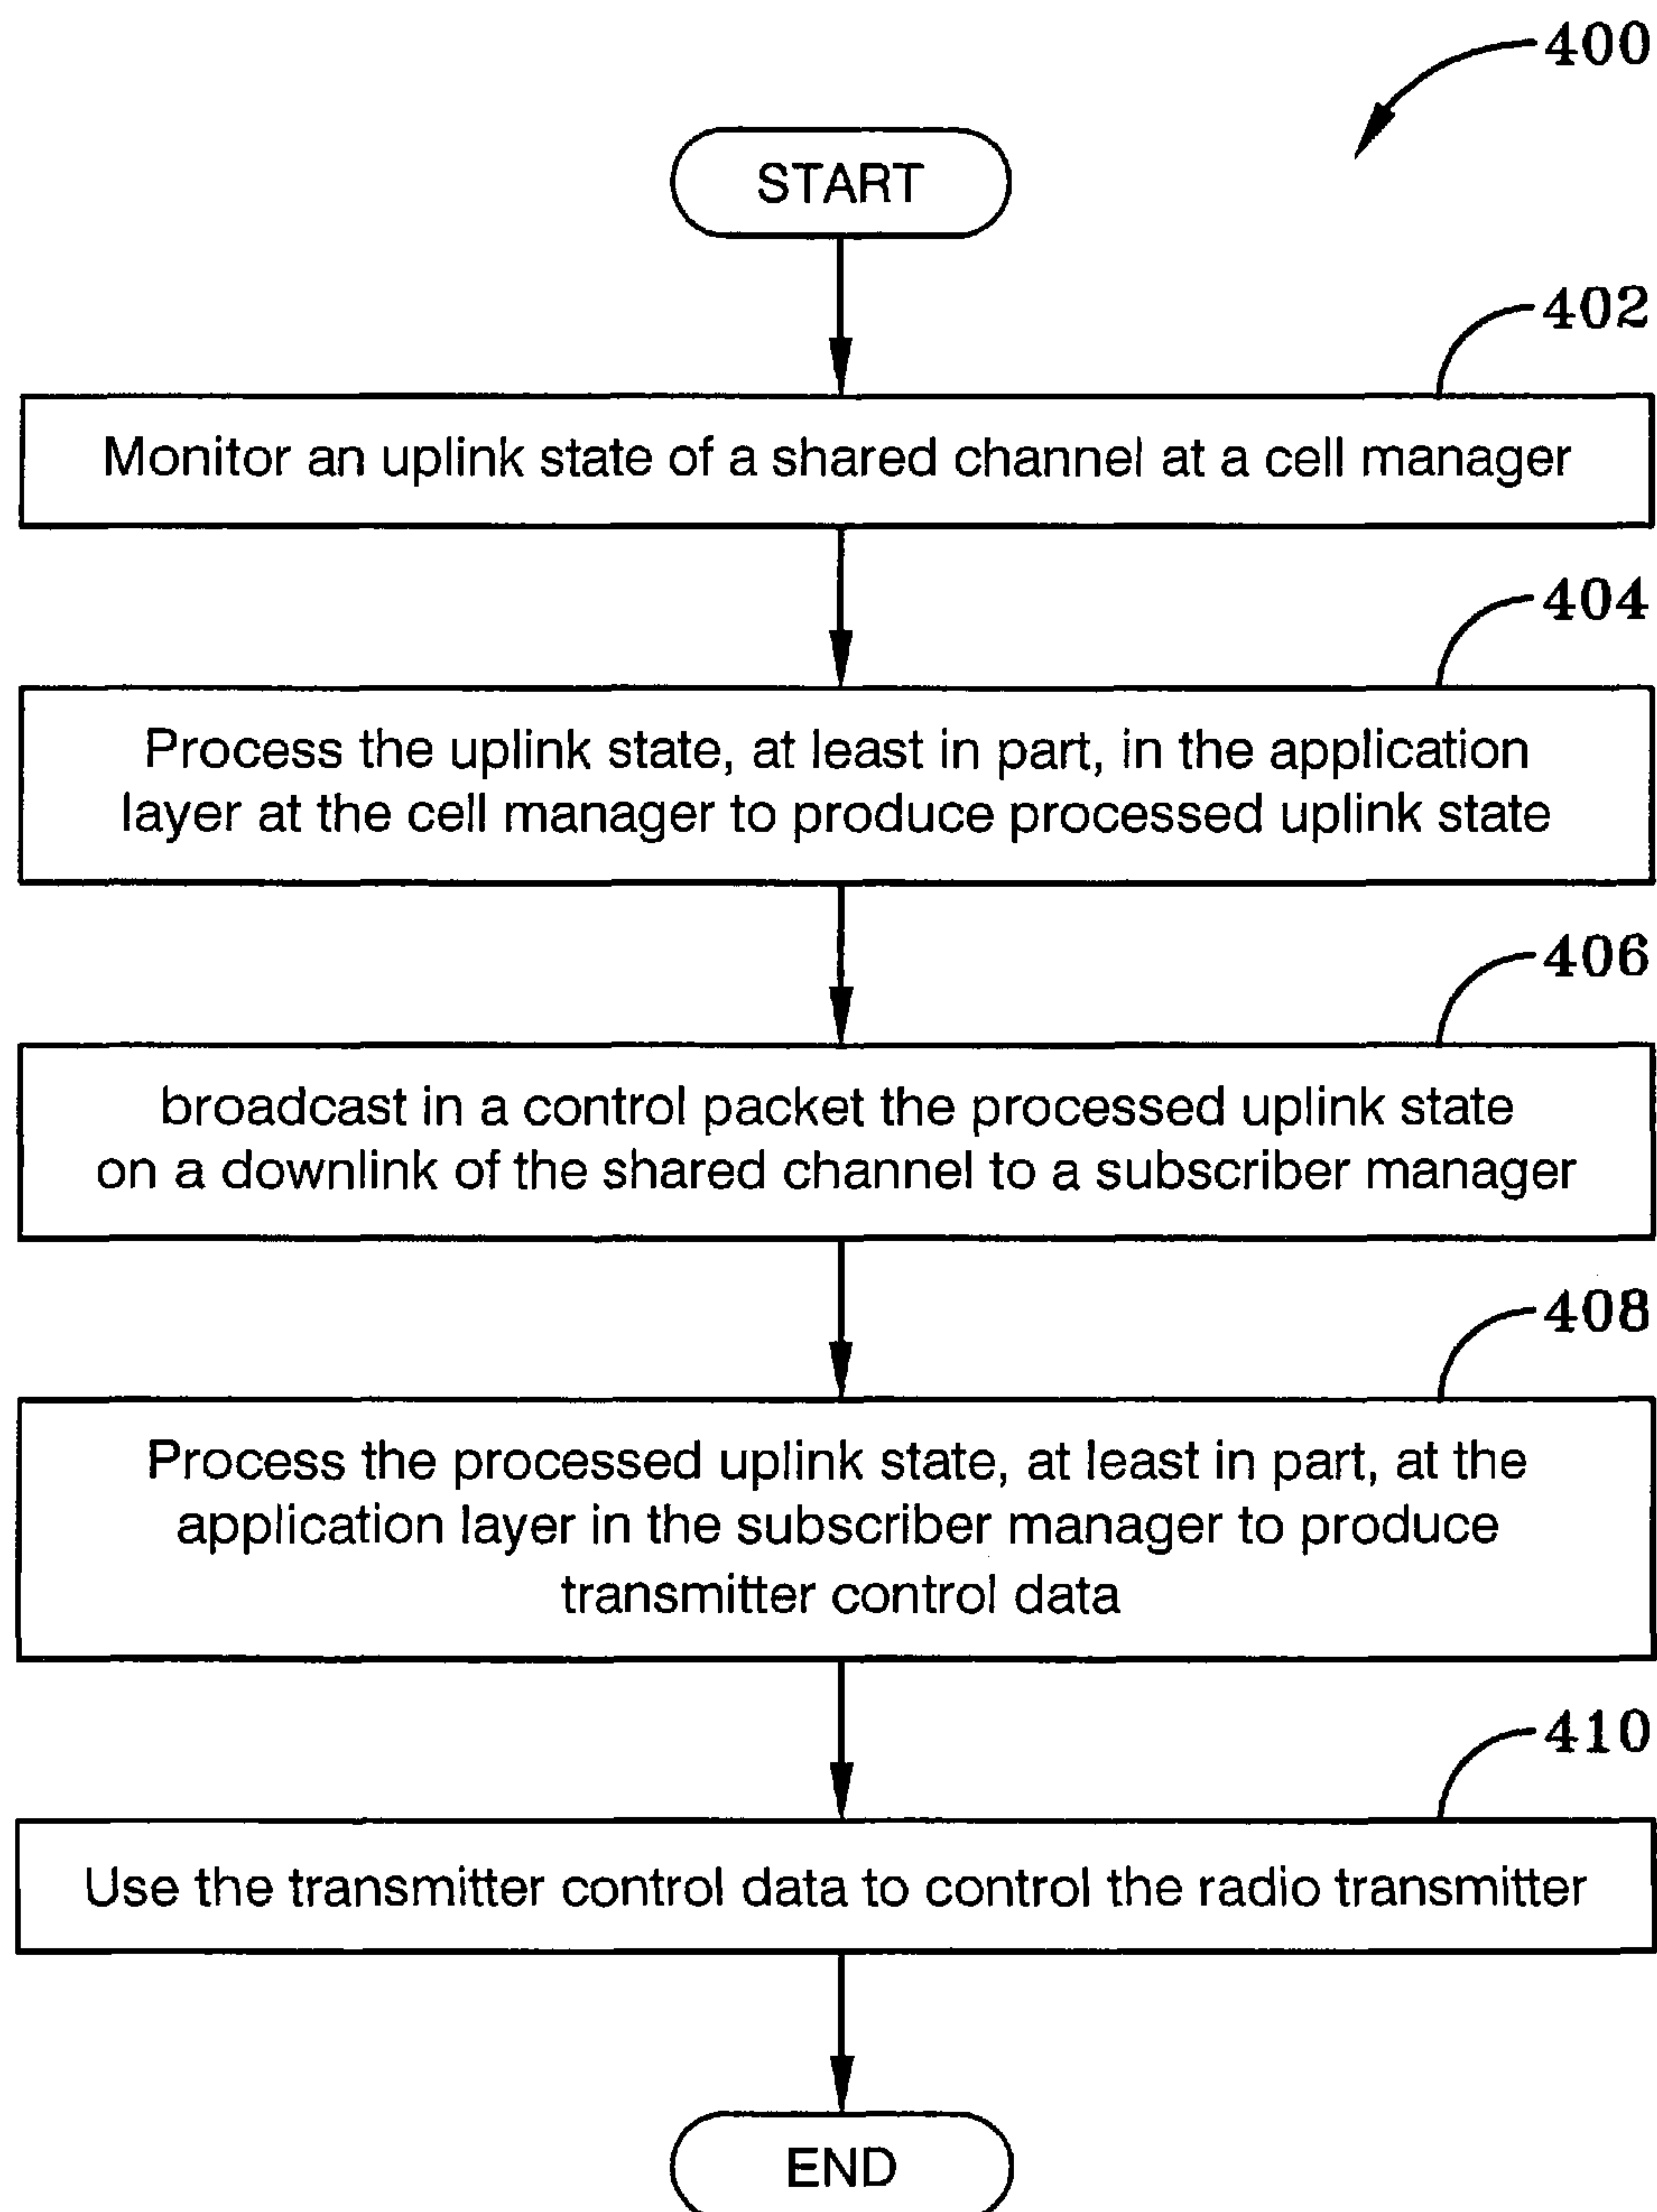 400
START
402
Monitor an uplink state of a shared channel at a cell manager
404
Process the uplink state, at least in part, in the application
layer at the cell manager to produce processed uplink state
406
broadcast in a control packet the processed uplink state
on a downlink of the shared channel to a subscriber manager
408
Process the processed uplink state, at least in part, at the
application layer in the subscriber manager to produce
transmitter control data
410
Use the transmitter control data to control the radio transmitter
END